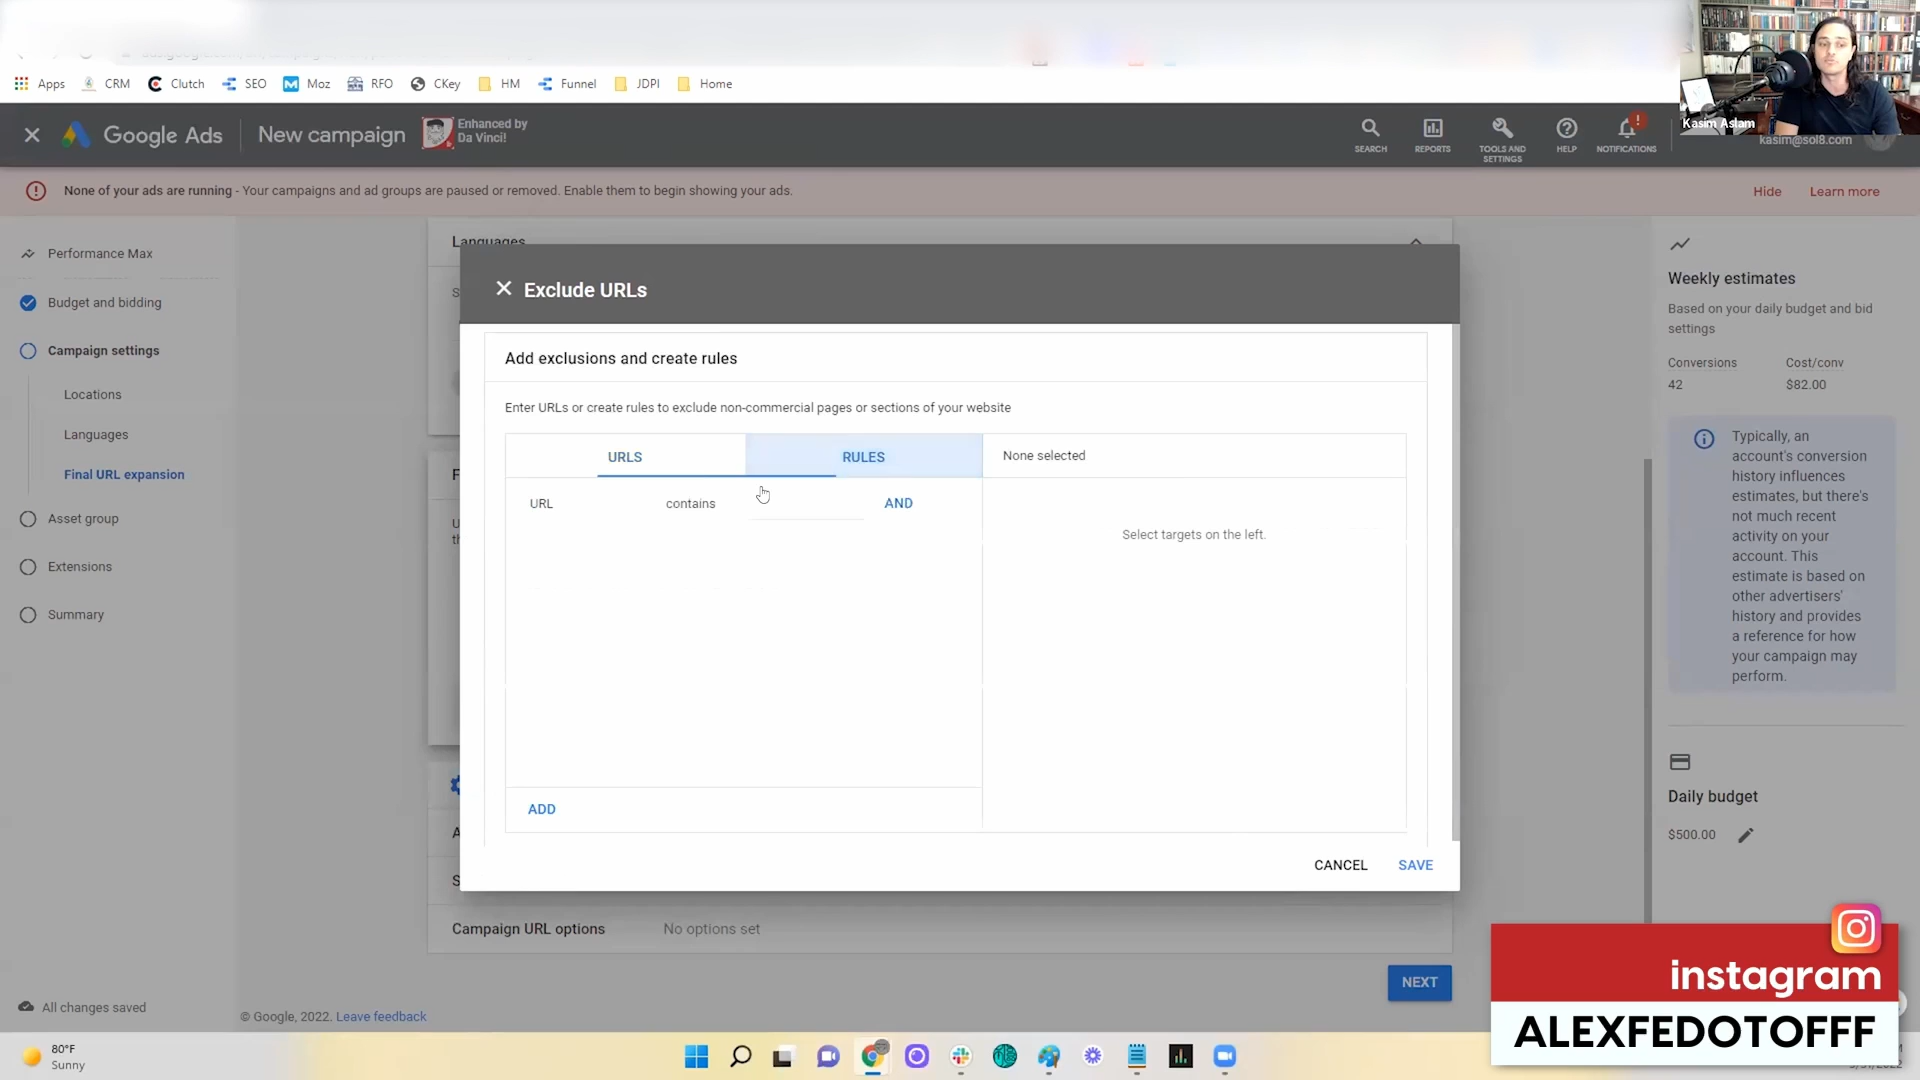 Apps
CRM
Clutch
SEO
Moz
RFO
CKey
HM
Funnel
JDPI
Home
Google Ads
New campaign
Enhanced by
Da Vinci!
SEARCH
REPORTS
TOOLS AND
SETTINGS
HELP
NOTIFICATIONS
Kasim Aslam
kasim@sol8.com
None of your ads are running - Your campaigns and ad groups are paused or removed. Enable them to begin showing your ads.
Hide
Learn more
Performance Max
Budget and bidding
Campaign settings
Locations
Languages
Final URL expansion
Asset group
Extensions
Summary
All changes saved
Languages
Exclude URLs
Add exclusions and create rules
Enter URLs or create rules to exclude non-commercial pages or sections of your website
URLS
RULES
None selected
URL
contains
AND
Select targets on the left.
ADD
CANCEL
SAVE
Campaign URL options
No options set
NEXT
© Google, 2022. Leave feedback
Weekly estimates
Based on your daily budget and bid
settings
Conversions
Cost/conv
42
$82.00
Typically, an
account's conversion
history influences
estimates, but there's
not much recent
activity on your
account. This
estimate is based on
other advertisers'
history and provides
a reference for how
your campaign may
perform.
Daily budget
$500.00
instagram
ALEXFEDOTOFFF
80°F
Sunny